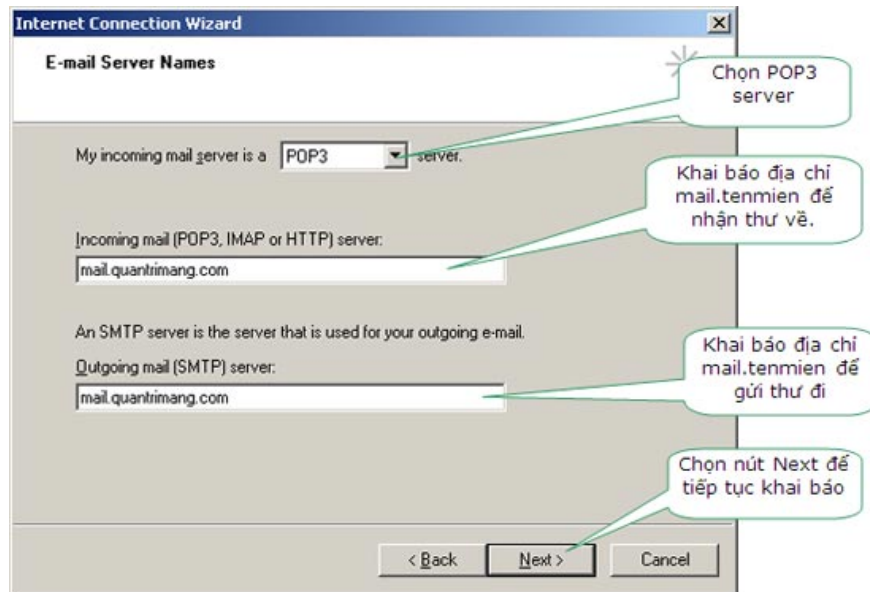 Internet Connection Wizard
E-mail Server Names
Chọn POP3
server
My incoming mail server is a POP3 server.
Khai báo địa chỉ
mail.tenmien để
nhận thư về.
Incoming mail (POP3, IMAP or HTTP) server:
mail.quantrimang.com
An SMTP server is the server that is used for your outgoing e-mail.
Khai báo địa chỉ
mail.tenmien để
gửi thư đi
Outgoing mail (SMTP) server:
mail.quantrimang.com
Chọn nút Next để
tiếp tục khai báo
< Back
Next >
Cancel